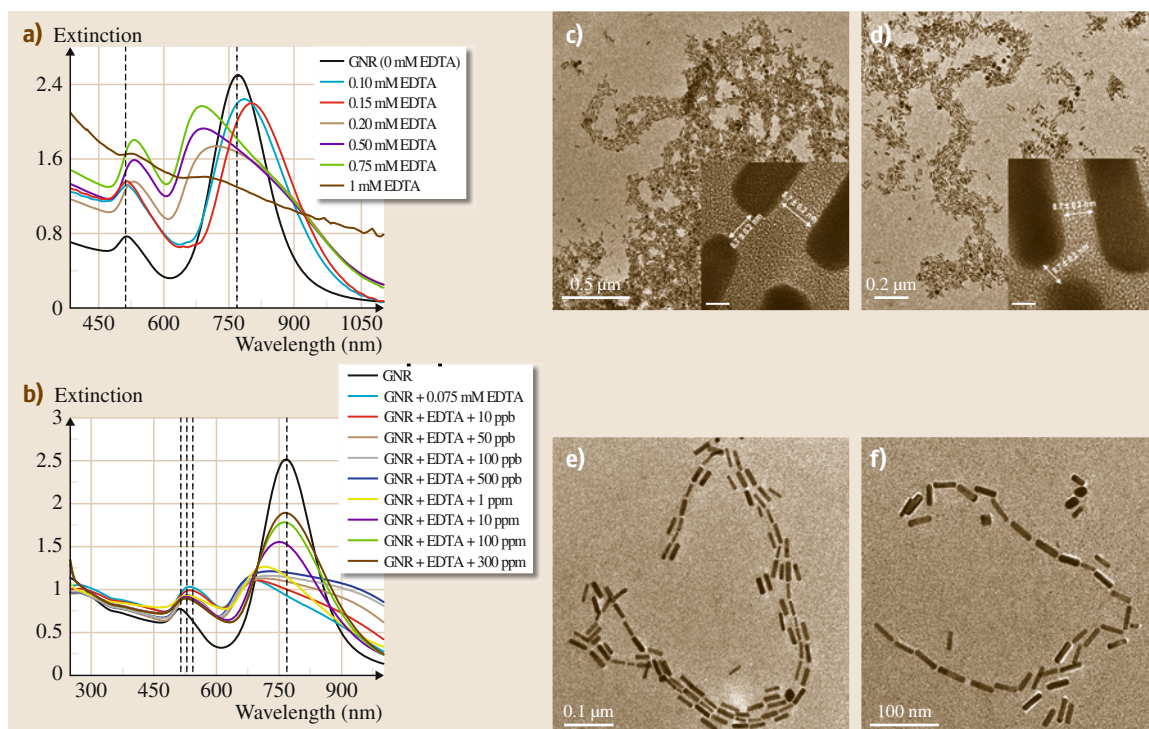 a) Extinction
2.4
1.6
0.8
0
450 600 750 900 1050
Wavelength (nm)
GNR (0 mM EDTA)
0.10 mM EDTA
0.15 mM EDTA
0.20 mM EDTA
0.50 mM EDTA
0.75 mM EDTA
1 mM EDTA
b) Extinction
3
2.5
2
1.5
1
0.5
0
300 450 600 750 900
Wavelength (nm)
GNR
GNR + 0.075 mM EDTA
GNR + EDTA + 10 ppb
GNR + EDTA + 50 ppb
GNR + EDTA + 100 ppb
GNR + EDTA + 500 ppb
GNR + EDTA + 1 ppm
GNR + EDTA + 10 ppm
GNR + EDTA + 100 ppm
GNR + EDTA + 300 ppm
c)
0.5 µm
d)
0.2 µm
e)
0.1 µm
f)
100 nm